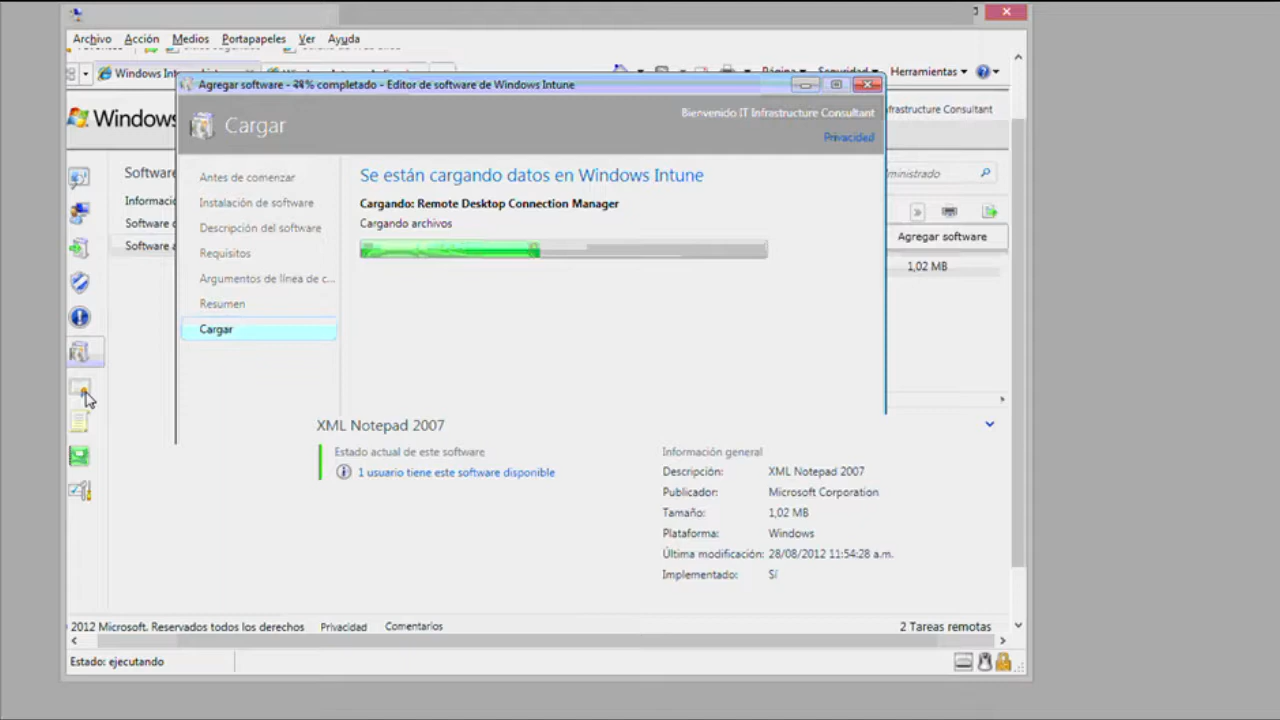 Archivo Acción Medios Portapapeles Ver Ayuda
Windows Página Seguridad Herramientas
Agregar software - completado - Editor de software de Windows Intune
Bienvenido IT Infrastructure Consultant
frastructure Consultant
Windows
Cargar
Privacidad
Software
Antes de comenzar
Se están cargando datos en Windows Intune
ministrado
Informaci
Instalación de software
Cargando: Remote Desktop Connection Manager
Software
Descripción del software
Cargando archivos
Agregar software
Software a
Requisitos
1,02 MB
Argumentos de línea de c...
Resumen
Cargar
XML Notepad 2007
Estado actual de este software
1 usuario tiene este software disponible
Información general
Descripción: XML Notepad 2007
Publicador: Microsoft Corporation
Tamaño: 1,02 MB
Plataforma: Windows
Última modificación: 28/08/2012 11:54:28 a.m.
Implementado: Sí
2012 Microsoft. Reservados todos los derechos Privacidad Comentarios 2 Tareas remotas
Estado: ejecutando